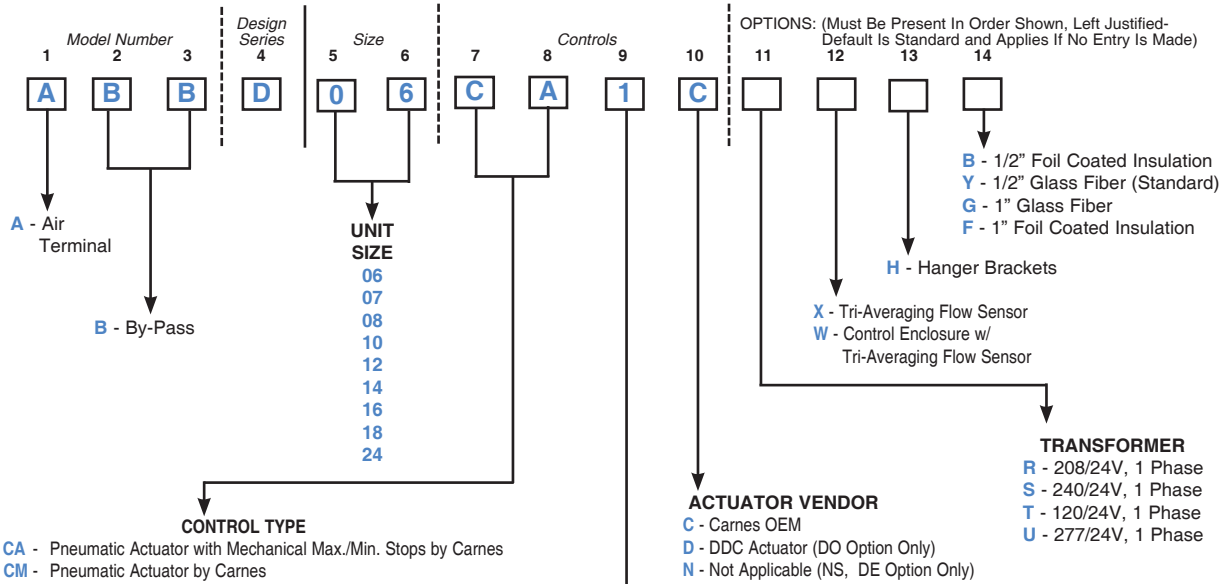 Model Number
Design Series
Size
Controls
OPTIONS: (Must Be Present In Order Shown, Left Justified-
Default Is Standard and Applies If No Entry Is Made)
1 2 3 4 5 6 7 8 9 10 11 12 13 14
A B B D 0 6 C A 1 C
B - 1/2” Foil Coated Insulation
Y - 1/2” Glass Fiber (Standard)
G - 1” Glass Fiber
F - 1” Foil Coated Insulation
A - Air
Terminal
UNIT
SIZE
06
07
08
10
12
14
16
18
24
H - Hanger Brackets
B - By-Pass
X - Tri-Averaging Flow Sensor
W - Control Enclosure w/
Tri-Averaging Flow Sensor
TRANSFORMER
R - 208/24V, 1 Phase
S - 240/24V, 1 Phase
T - 120/24V, 1 Phase
U - 277/24V, 1 Phase
CONTROL TYPE
CA - Pneumatic Actuator with Mechanical Max./Min. Stops by Carnes
CM - Pneumatic Actuator by Carnes
ACTUATOR VENDOR
C - Carnes OEM
D - DDC Actuator (DO Option Only)
N - Not Applicable (NS, DE Option Only)